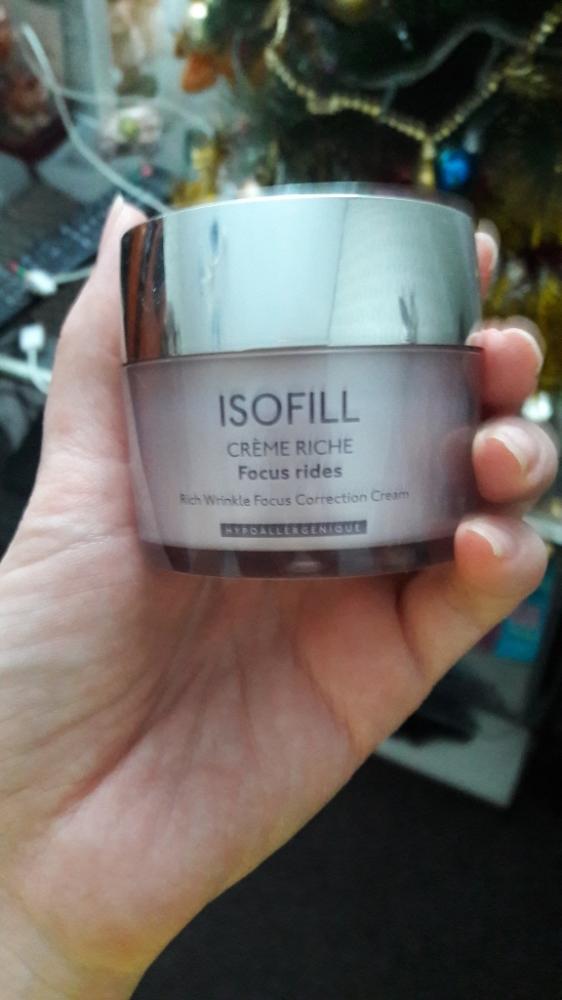 ISOFILL
CRÈME RICHE
Focus rides
Rich Wrinkle Focus Correction Cream
HYPOALLERGENIQUE